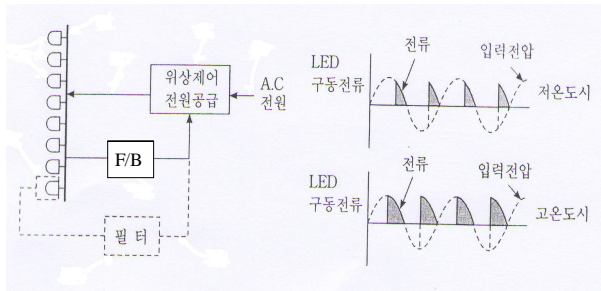 위상제어
전원공급
A.C
전원
F/B
필 터
LED
구동전류
전류
입력전압
저온도시
LED
구동전류
전류
입력전압
고온도시